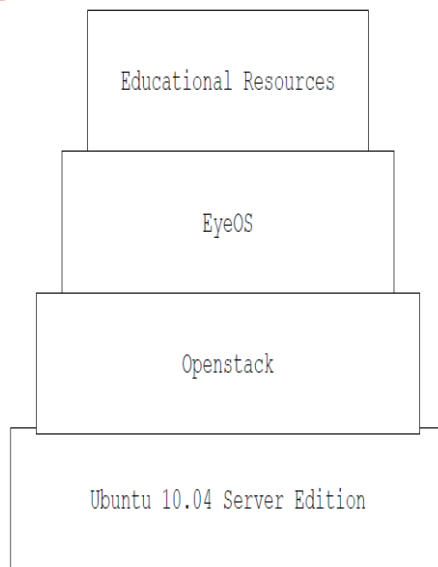 Educational Resources
EyeOS
Openstack
Ubuntu 10.04 Server Edition